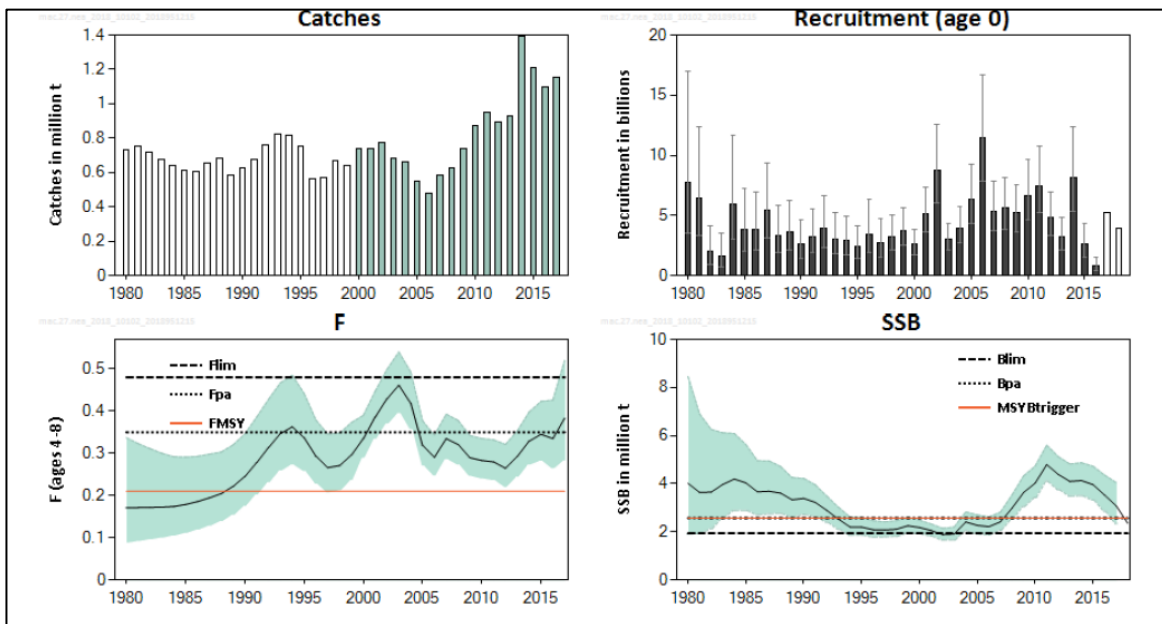 Catches
Catches in million t
1.4
1.2
1
0.8
0.6
0.4
0.2
0
1980 1985 1990 1995 2000 2005 2010 2015
Recruitment (age 0)
Recruitment in billions
20
15
10
5
0
1980 1985 1990 1995 2000 2005 2010 2015
F
F (ages 4-8)
0.5
0.4
0.3
0.2
0.1
0
Flim
Fpa
FMSY
1980 1985 1990 1995 2000 2005 2010 2015
SSB
SSB in million t
10
8
6
4
2
0
Blim
Bpa
MSYBtrigger
1980 1985 1990 1995 2000 2005 2010 2015